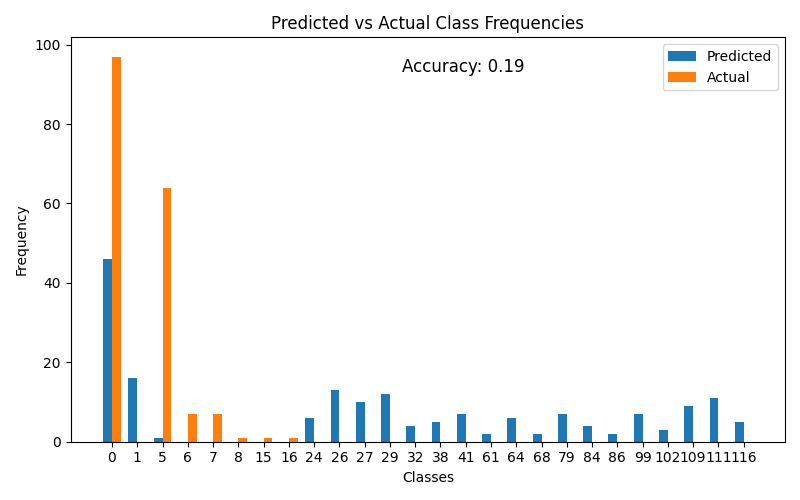 Predicted vs Actual Class Frequencies
Accuracy: 0.19
Predicted
Actual
Frequency
100
80
60
40
20
0
0 1 5 6 7 8 15 16 24 26 27 29 32 38 41 61 64 68 79 84 86 99 102 109 111 116
Classes